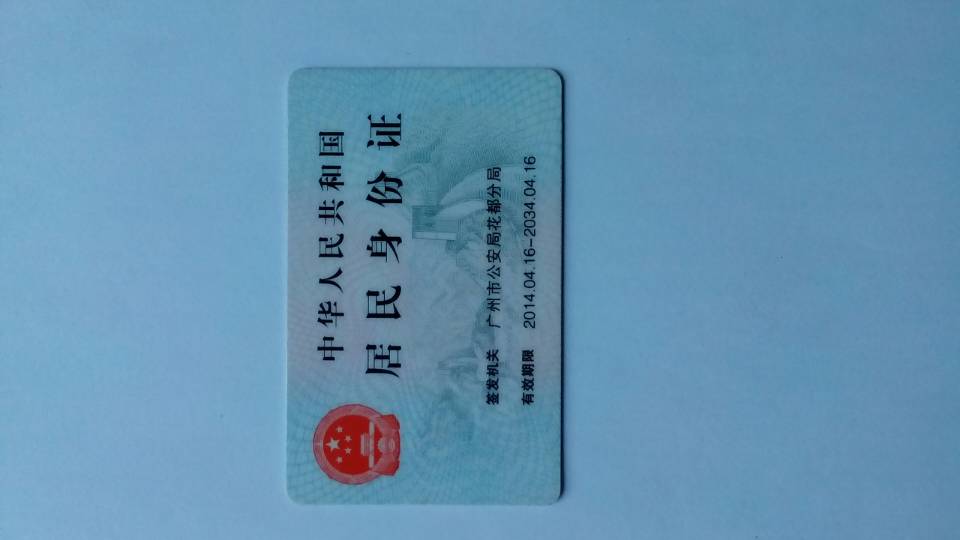 中华人民共和国
居民身份证
签发机关 广州市公安局花都分局
有效期限 2014.04.16-2034.04.16